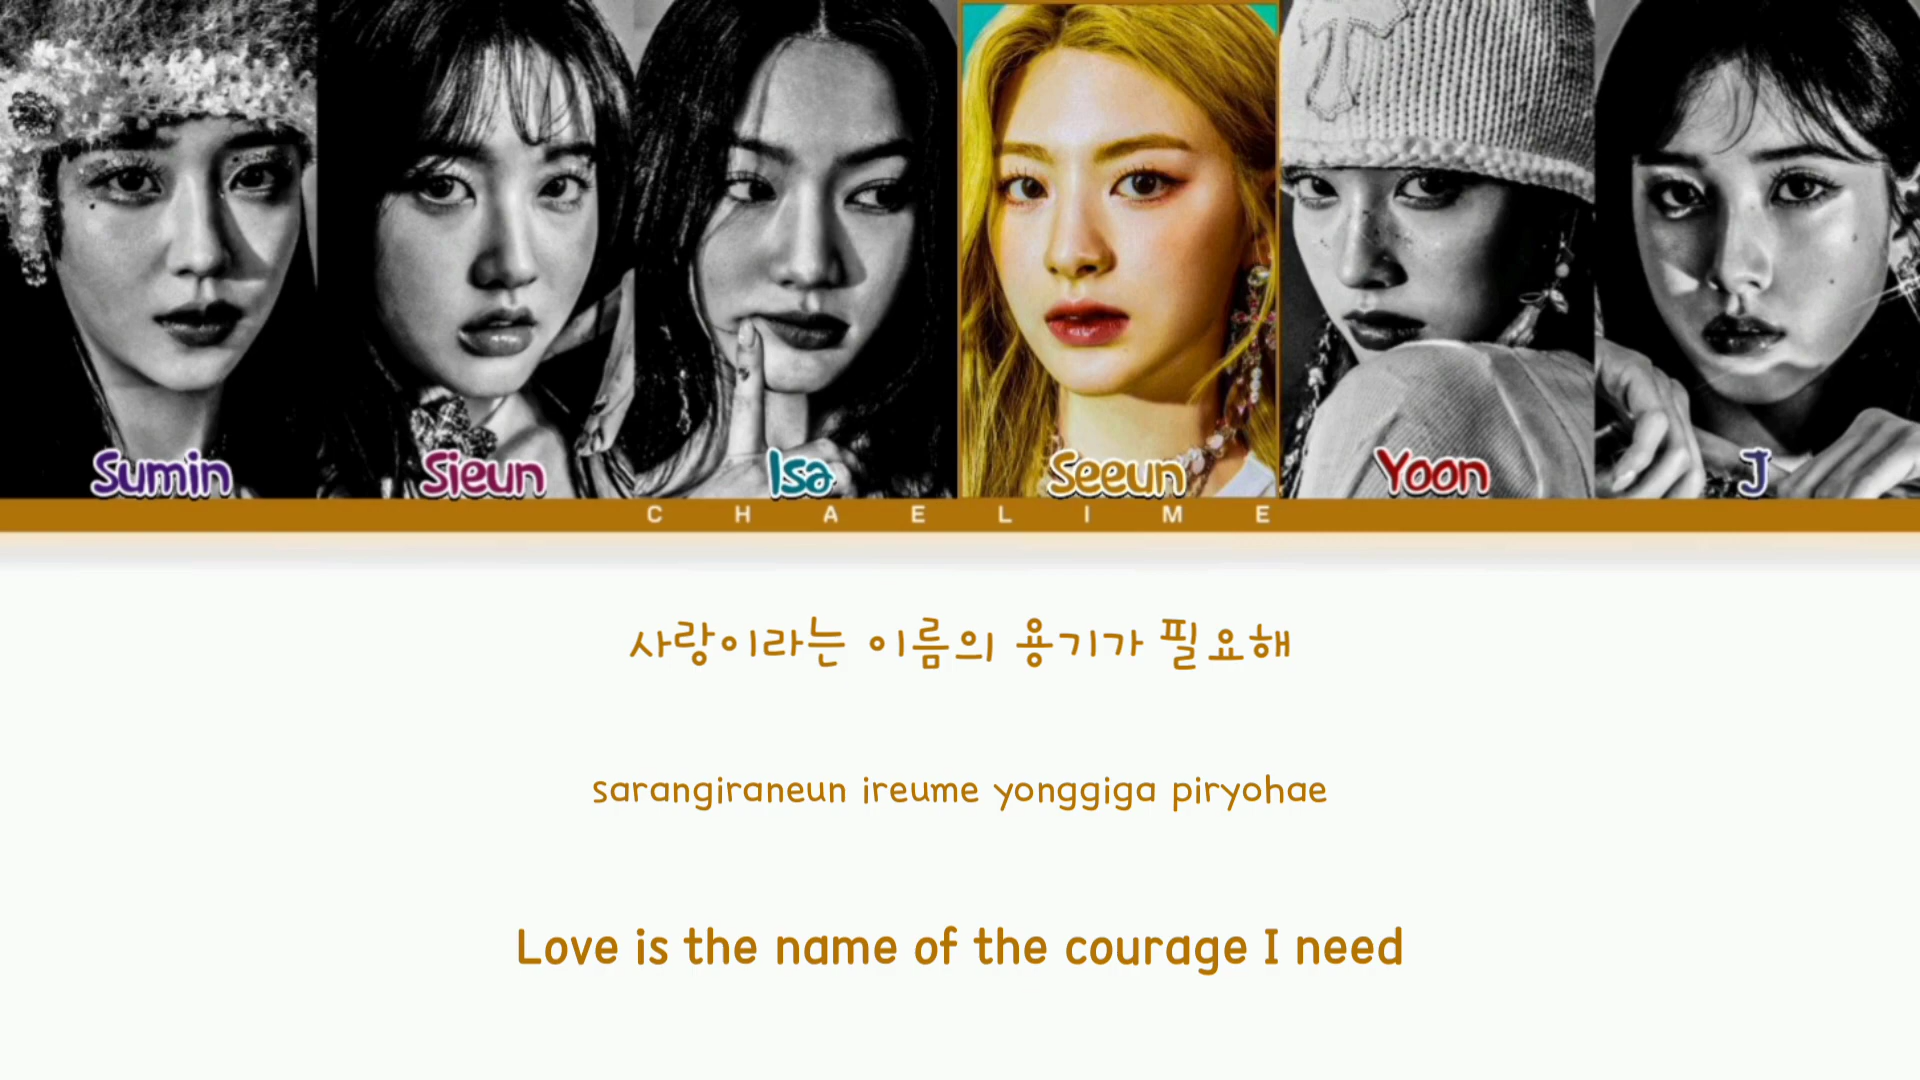 Sumin Sieun Isa Seeun Yoon J
CHAELIME
사랑이라는 이름의 용기가 필요해
sarangiraneun ireume yonggiga piryohae
Love is the name of the courage I need